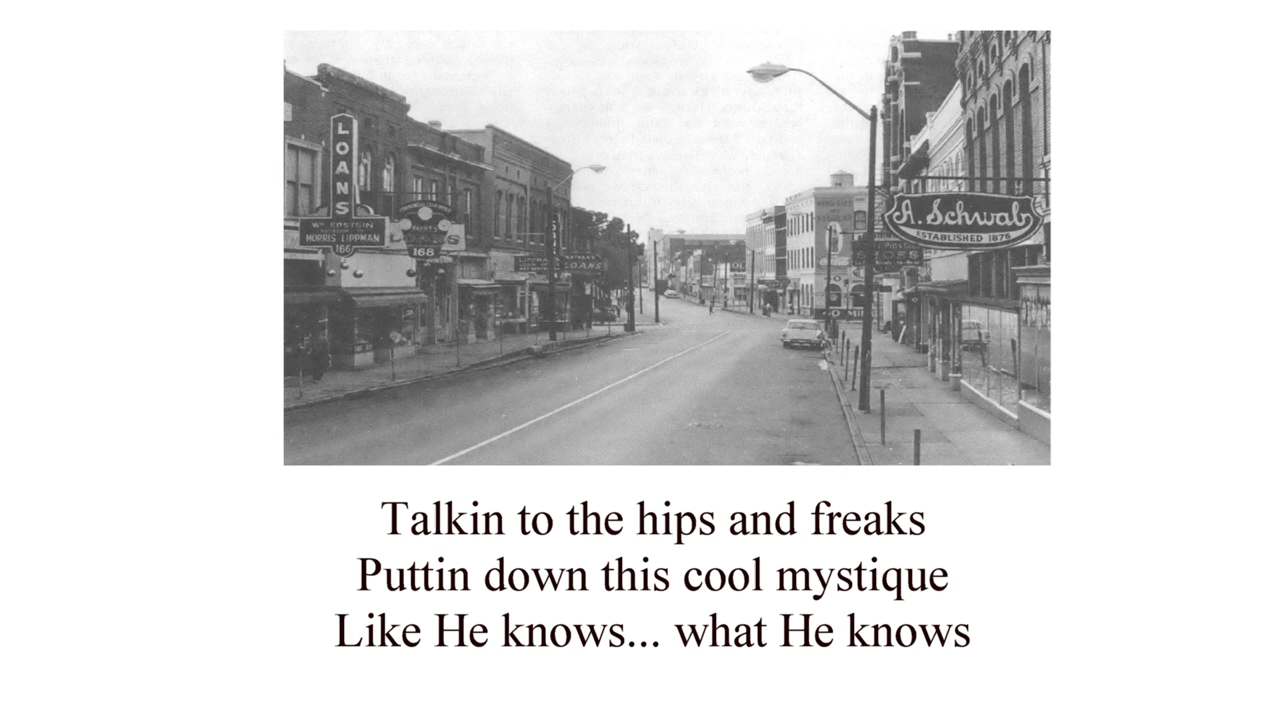 LOANS
WM EPSTEIN
MORRIS LIPPMAN
166
168
LOANS
A. Schwab
ESTABLISHED 1876
Talkin to the hips and freaks
Puttin down this cool mystique
Like He knows... what He knows